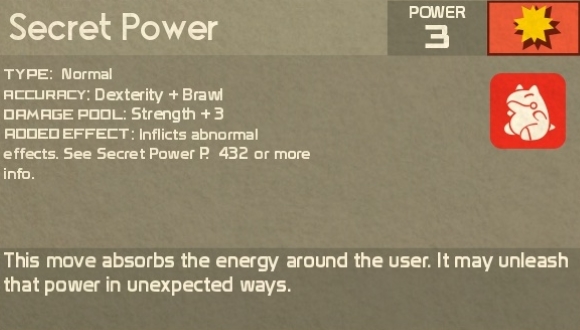 Secret Power
POWER
3
TYPE: Normal
ACCURACY: Dexterity + Brawl
DAMAGE POOL: Strength + 3
ADDED EFFECT: Inflicts abnormal
effects. See Secret Power P. 432 or more
info.
This move absorbs the energy around the user. It may unleash
that power in unexpected ways.